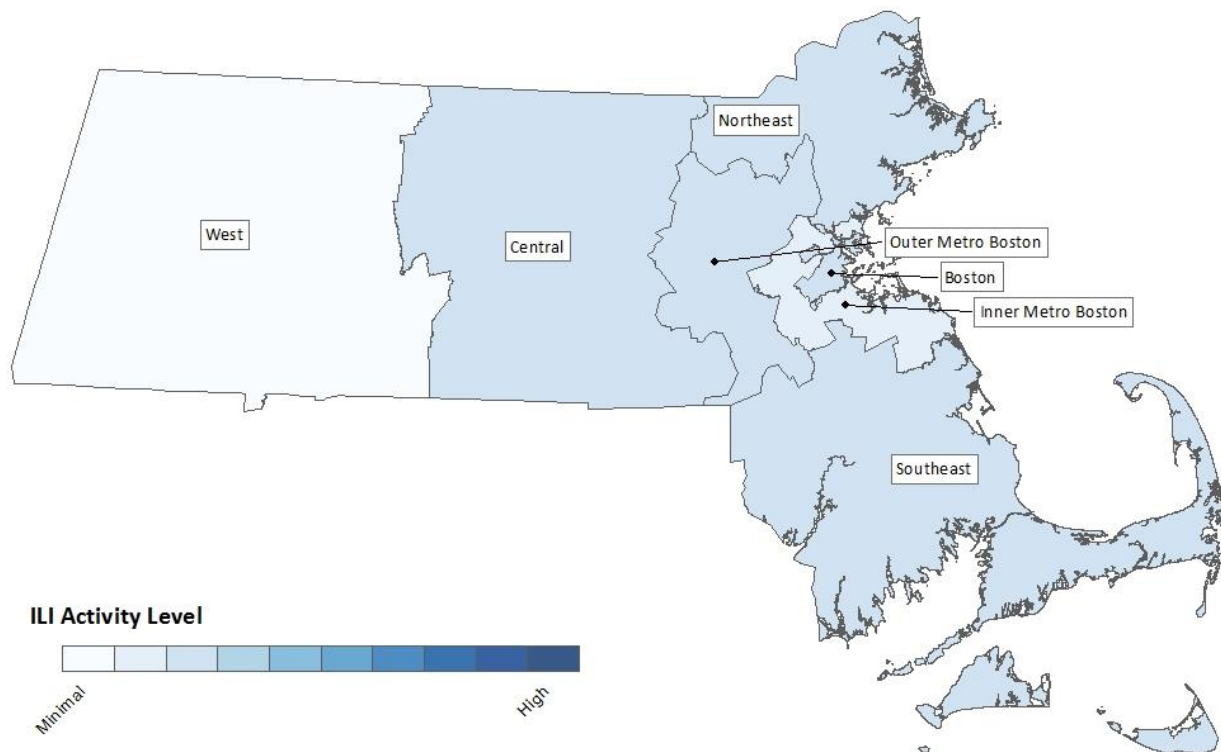 Northeast
West
Central
Outer Metro Boston
Boston
Inner Metro Boston
Southeast
ILI Activity Level
Minimal
High